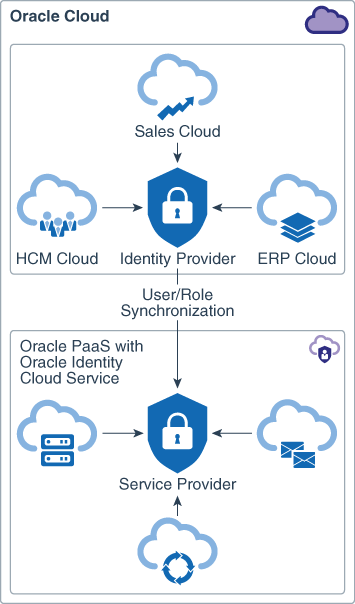 Oracle Cloud
Sales Cloud
HCM Cloud
Identity Provider
ERP Cloud
User/Role
Synchronization
Oracle PaaS with
Oracle Identity
Cloud Service
Service Provider